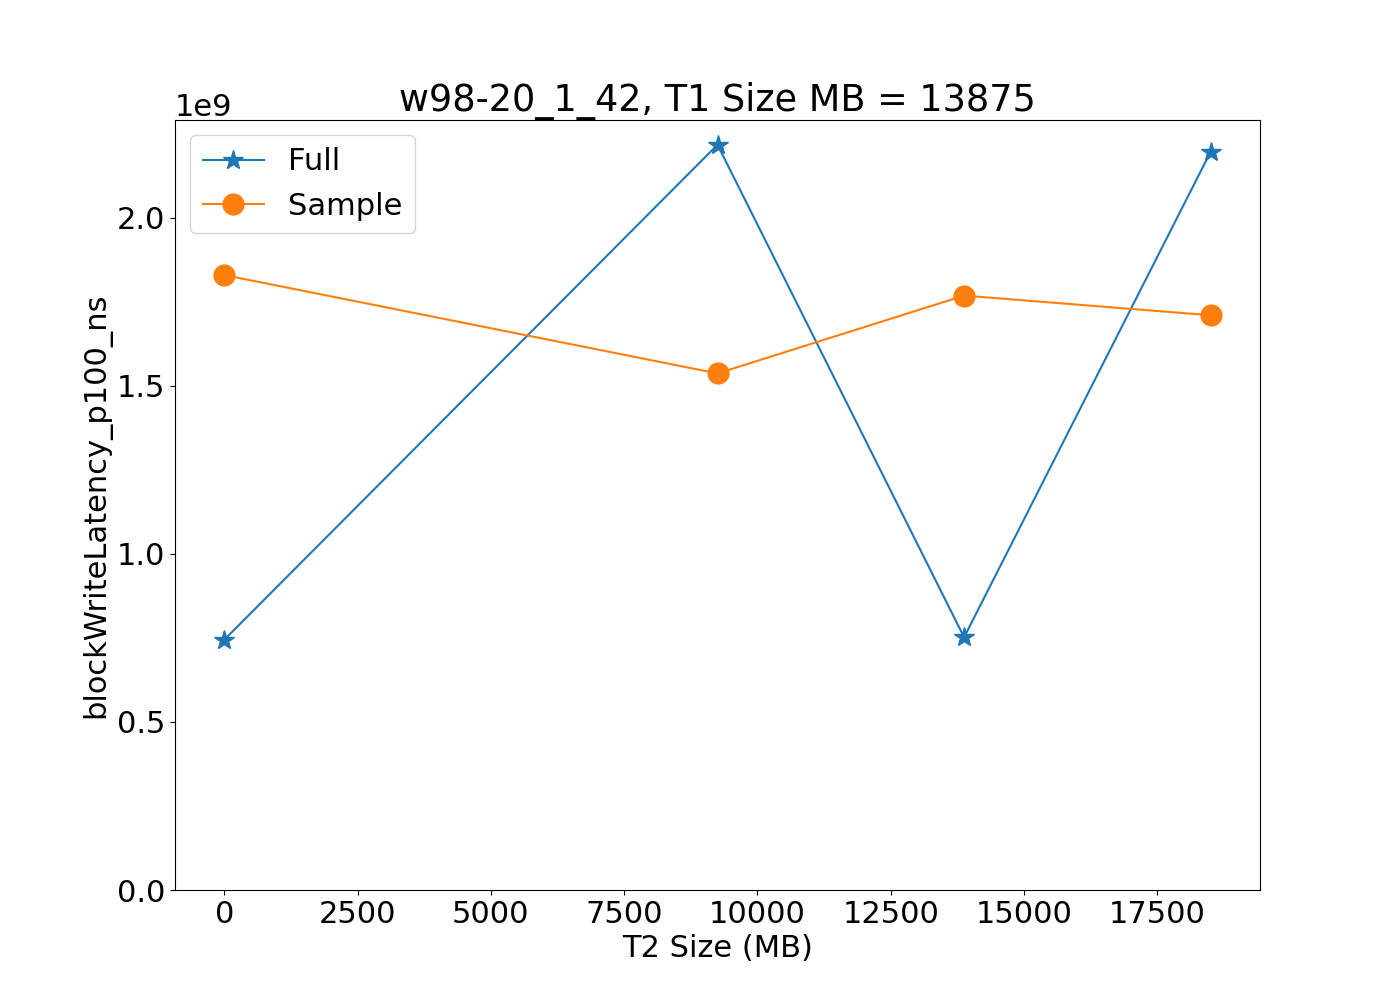 w98-20_1_42, T1 Size MB = 13875
1e9
Full
Sample
2.0
1.5
1.0
0.5
0.0
blockWriteLatency_p100_ns
0 2500 5000 7500 10000 12500 15000 17500
T2 Size (MB)